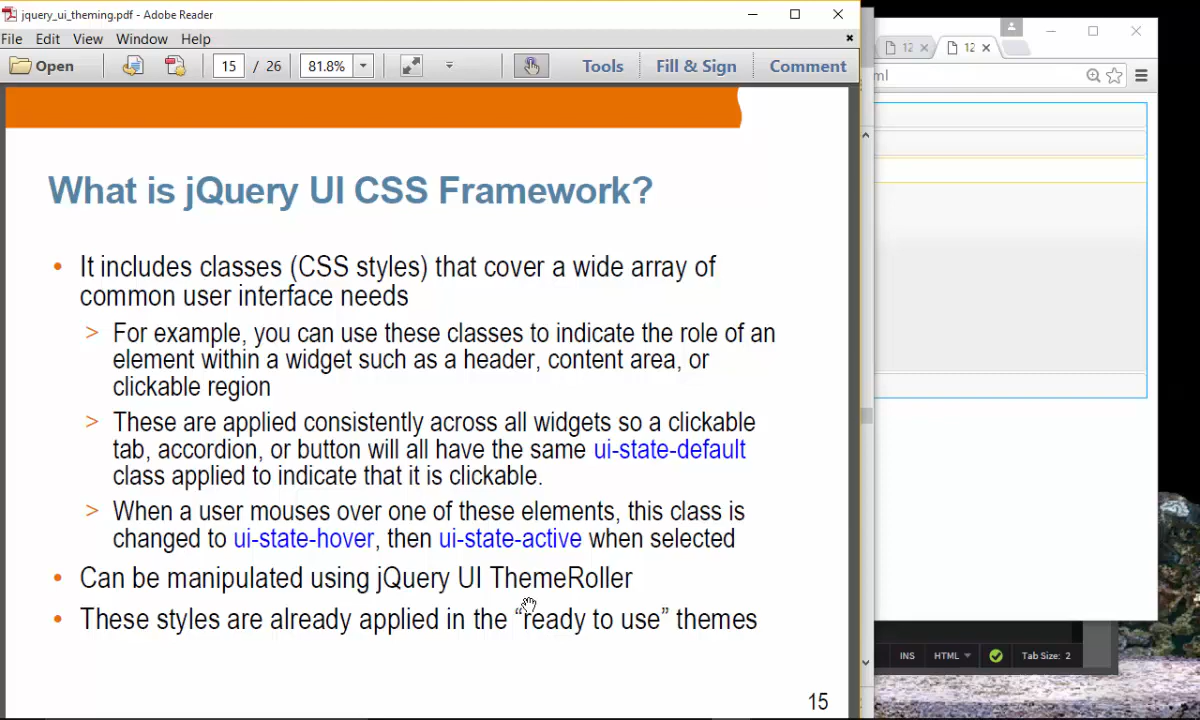 jquery_ui_theming.pdf - Adobe Reader
File Edit View Window Help
Open 15 / 26 81.8% Tools Fill & Sign Comment
What is jQuery UI CSS Framework?
• It includes classes (CSS styles) that cover a wide array of
common user interface needs
> For example, you can use these classes to indicate the role of an
element within a widget such as a header, content area, or
clickable region
> These are applied consistently across all widgets so a clickable
tab, accordion, or button will all have the same ui-state-default
class applied to indicate that it is clickable.
> When a user mouses over one of these elements, this class is
changed to ui-state-hover, then ui-state-active when selected
• Can be manipulated using jQuery UI ThemeRoller
• These styles are already applied in the “ready to use” themes
15
12 12
ml
INS HTML Tab Size: 2